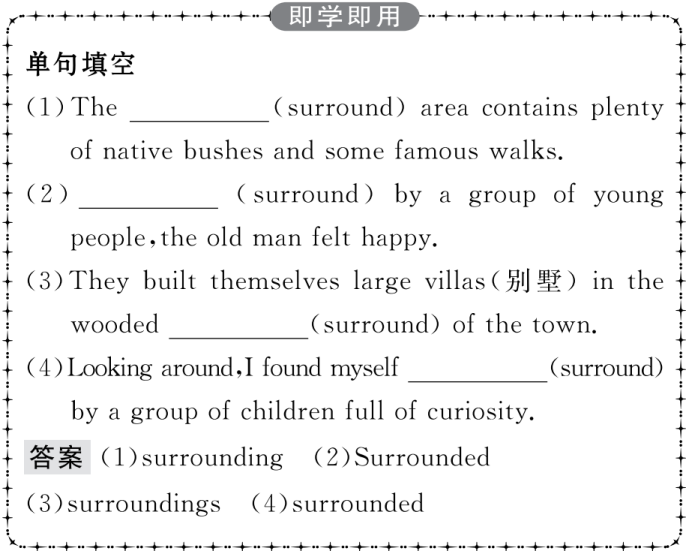 即学即用
单句填空
(1)The __________(surround) area contains plenty
of native bushes and some famous walks.
(2) __________ (surround) by a group of young
people,the old man felt happy.
(3)They built themselves large villas(别墅) in the
wooded __________(surround) of the town.
(4)Looking around,I found myself __________(surround)
by a group of children full of curiosity.
答案 (1)surrounding (2)Surrounded
(3)surroundings (4)surrounded